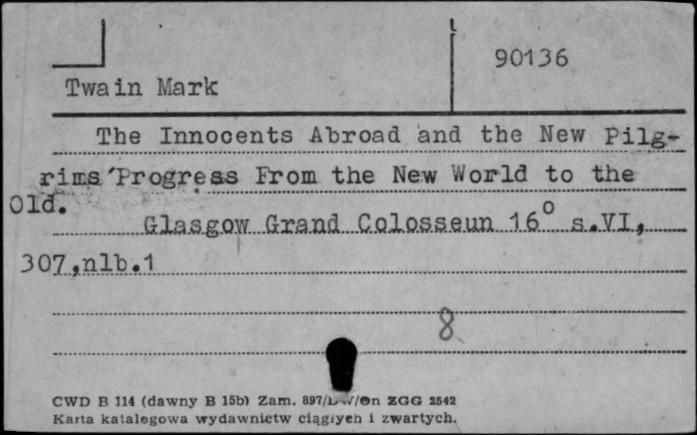 90136
Twain Mark
The Innocents Abroad and the New Pilg-
rims'Progress From the New World to the
Old.
Glasgow Grand Colosseun 16° s.VI,
307,nlb.1
8
CWD B 114 (dawny B 15b) Zam. ZGG 2542
Karta katalogowa wydawnictw ciągłych i zwartych.